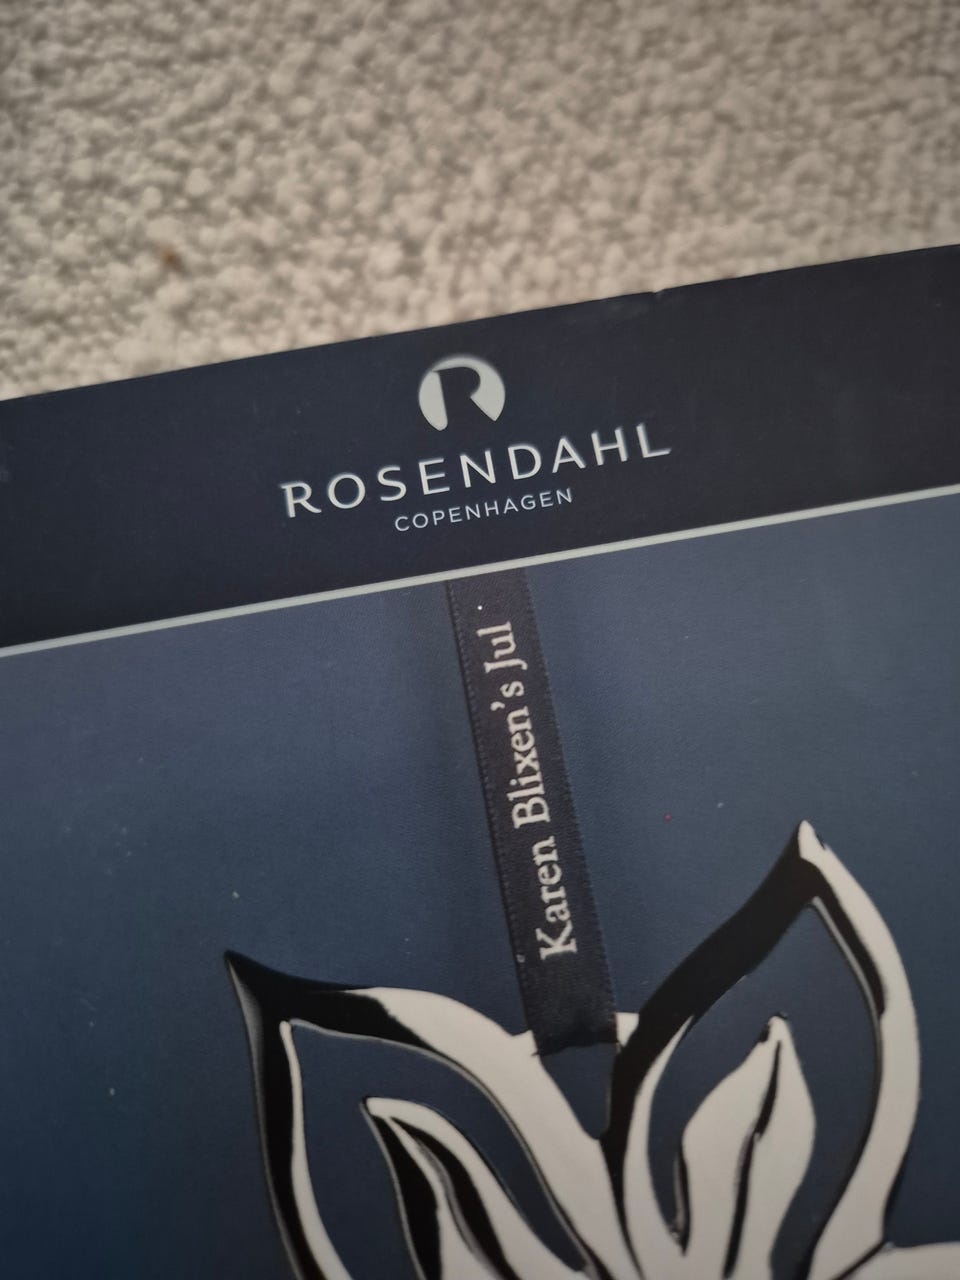 ROSENDAHL
COPENHAGEN
Karen Blixen's Jul